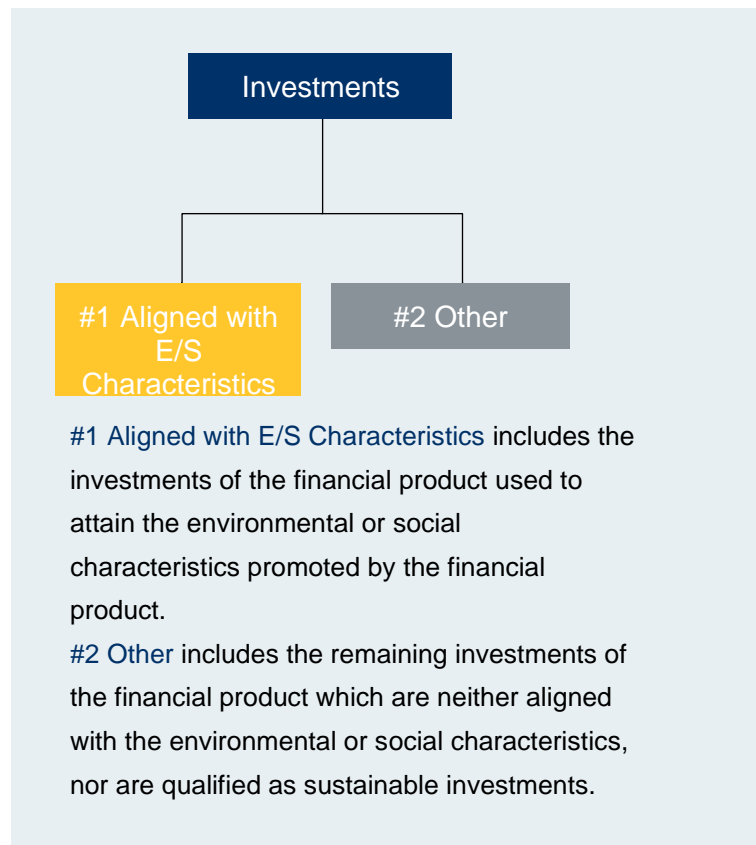 Investments
#1 Aligned with
E/S
Characteristics
#2 Other
#1 Aligned with E/S Characteristics includes the
investments of the financial product used to
attain the environmental or social
characteristics promoted by the financial
product.
#2 Other includes the remaining investments of
the financial product which are neither aligned
with the environmental or social characteristics,
nor are qualified as sustainable investments.